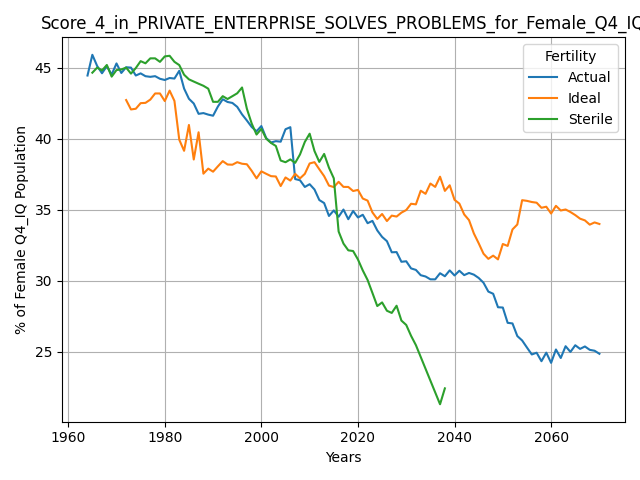 Score_4_in_PRIVATE_ENTERPRISE_SOLVES_PROBLEMS_for_Female_Q4_IQ
Fertility
Actual
Ideal
Sterile
% of Female Q4_IQ Population
45
40
35
30
25
1960 1980 2000 2020 2040 2060
Years